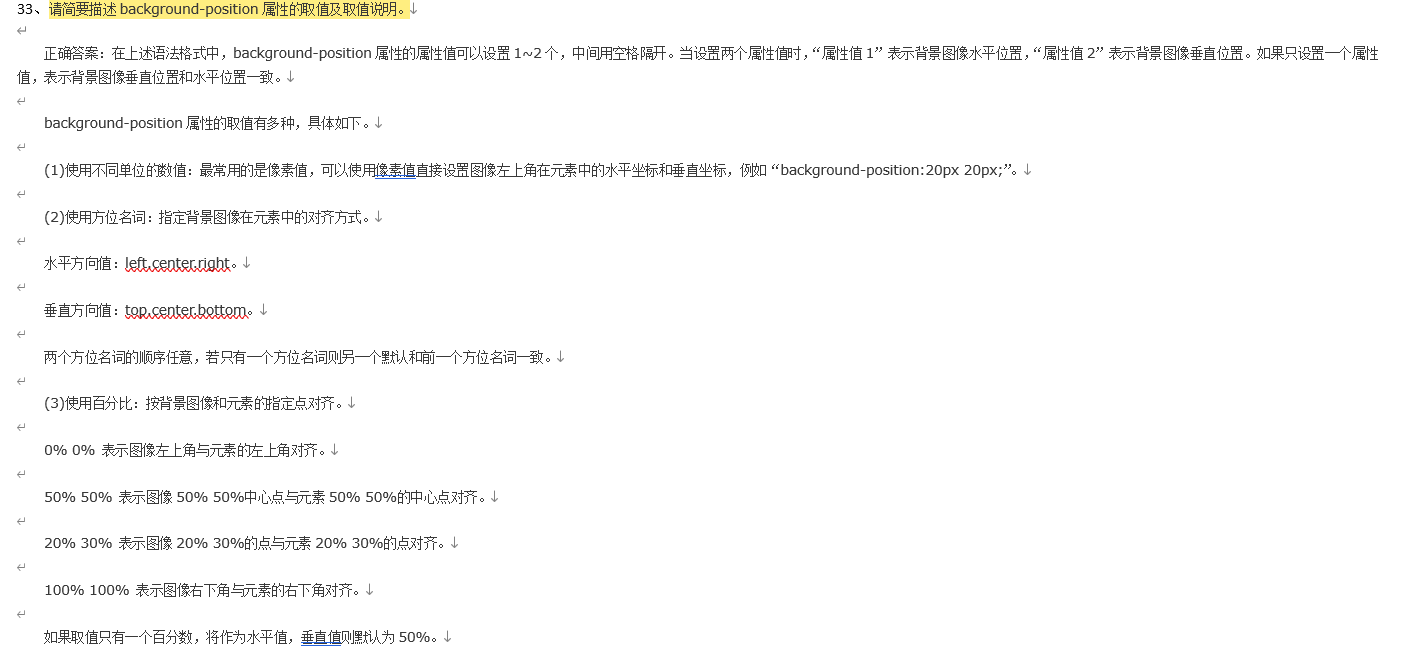 33、请简要描述 background-position 属性的取值及取值说明。↓
↵
正确答案：在上述语法格式中，background-position 属性的属性值可以设置 1~2 个，中间用空格隔开。当设置两个属性值时，“属性值 1” 表示背景图像水平位置，“属性值 2” 表示背景图像垂直位置。如果只设置一个属性
值，表示背景图像垂直位置和水平位置一致。↓
↵
background-position 属性的取值有多种，具体如下。↓
↵
(1)使用不同单位的数值：最常用的是像素值，可以使用像素值直接设置图像左上角在元素中的水平坐标和垂直坐标，例如 “background-position:20px 20px;”。↓
↵
(2)使用方位名词：指定背景图像在元素中的对齐方式。↓
↵
水平方向值：left,center,right。↓
↵
垂直方向值：top,center,bottom。↓
↵
两个方位名词的顺序任意，若只有一个方位名词则另一个默认和前一个方位名词一致。↓
↵
(3)使用百分比：按背景图像和元素的指定点对齐。↓
↵
0% 0% 表示图像左上角与元素的左上角对齐。↓
↵
50% 50% 表示图像 50% 50%中心点与元素 50% 50%的中心点对齐。↓
↵
20% 30% 表示图像 20% 30%的点与元素 20% 30%的点对齐。↓
↵
100% 100% 表示图像右下角与元素的右下角对齐。↓
↵
如果取值只有一个百分数，将作为水平值，垂直值则默认为 50%。↓